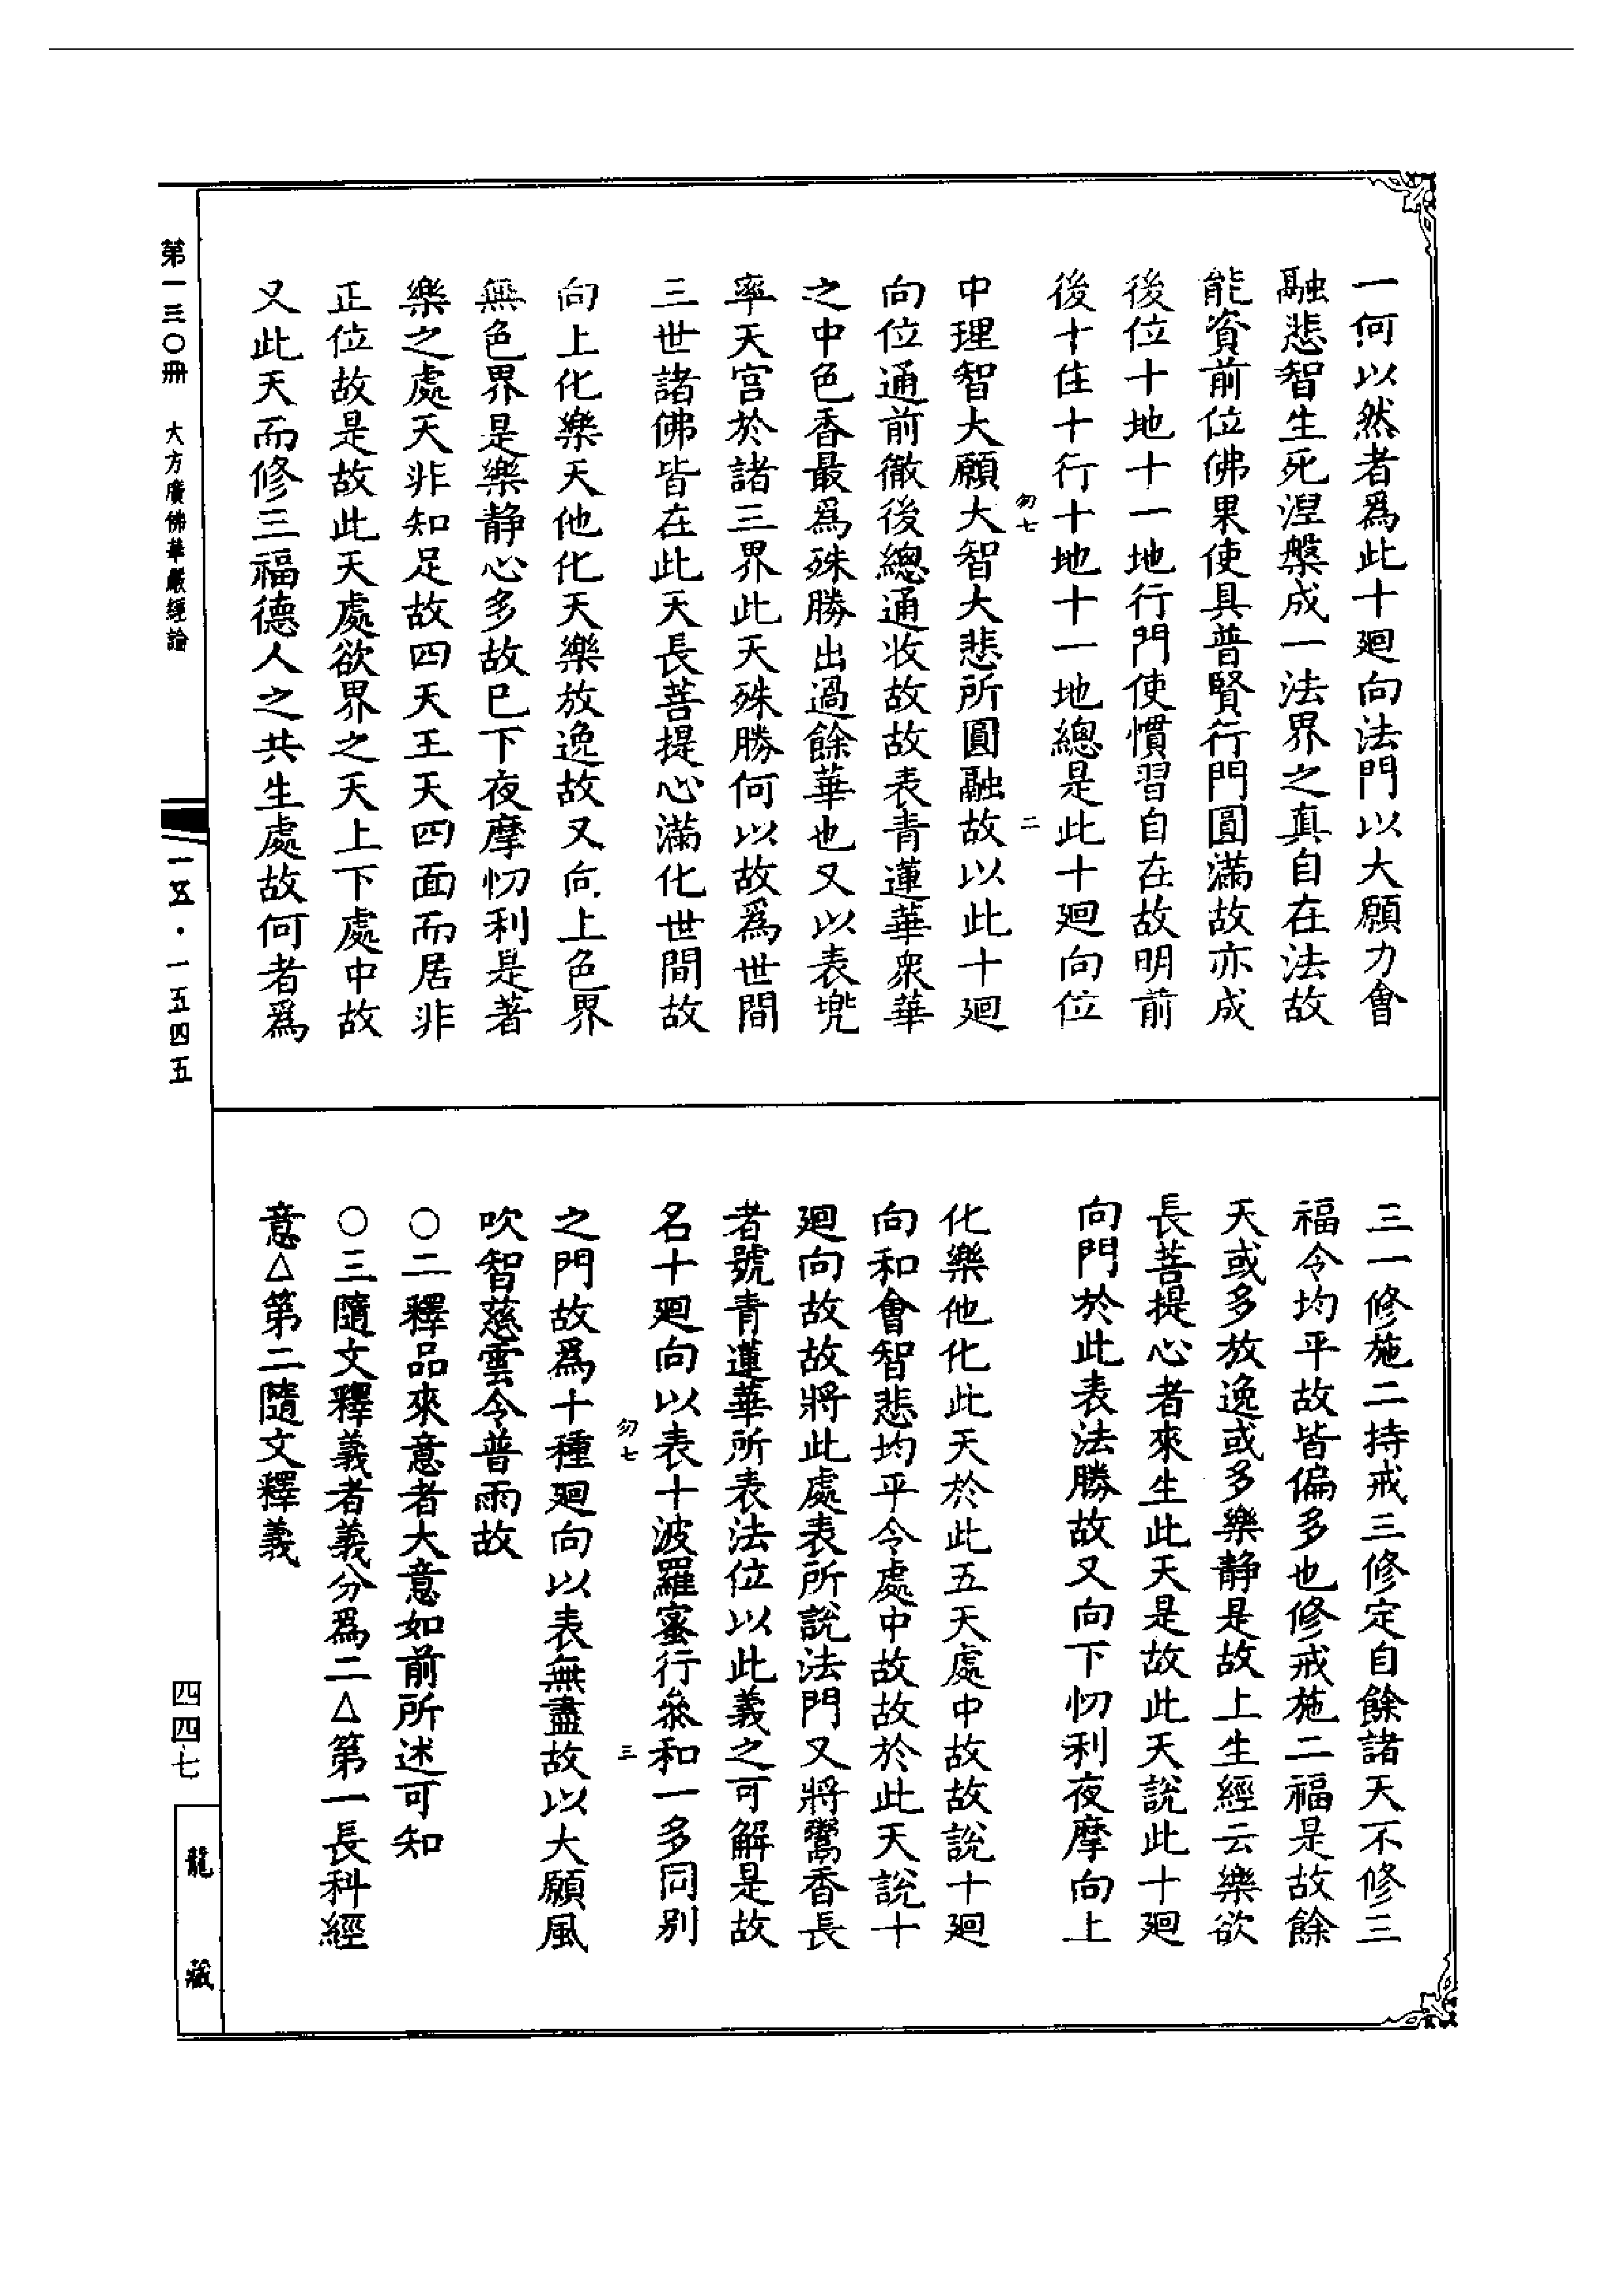 一何以然者爲此十廻向法門以大願力會
融悲智生死涅槃成一法界之真自在法故
能資前位佛果使具普賢行門圓滿故亦成
後位十地十一地行門使慣習自在故明前
後十住十行十地十一地總是此十廻向位
勿七 二
中理智大願大智大悲所圓融故以此十廻
向位通前徹後總通收故故表青蓮華衆華
之中色香最爲殊勝出過餘華也又以表兠
率天宮於諸三界此天殊勝何以故爲世間
三世諸佛皆在此天長菩提心滿化世間故
向上化樂天他化天樂放逸故又向上色界
無色界是樂静心多故已下夜摩忉利是著
樂之處天非知足故四天王天四面而居非
正位故是故此天處欲界之天上下處中故
又此天而修三福德人之共生處故何者爲
三一修施二持戒三修定自餘諸天不修三
福令均平故皆偏多也修戒施二福是故餘
天或多放逸或多樂静是故上生經云樂欲
長菩提心者來生此天是故此天說此十廻
向門於此表法勝故又向下忉利夜摩向上
化樂他化此天於此五天處中故故說十廻
向和會智悲均平令處中故故於此天說十
廻向故故將此處表所說法門又將鬻香長
者號青蓮華所表法位以此義之可解是故
名十廻向以表十波羅蜜行叅和一多同别
勿七 三
之門故爲十種廻向以表無盡故以大願風
吹智慈雲令普雨故
○二釋品來意者大意如前所述可知
○三隨文釋義者義分爲二△第一長科經
意△第二隨文釋義
第一三〇冊 大方廣佛華嚴經論
一五·一五四五
四四七
龍藏